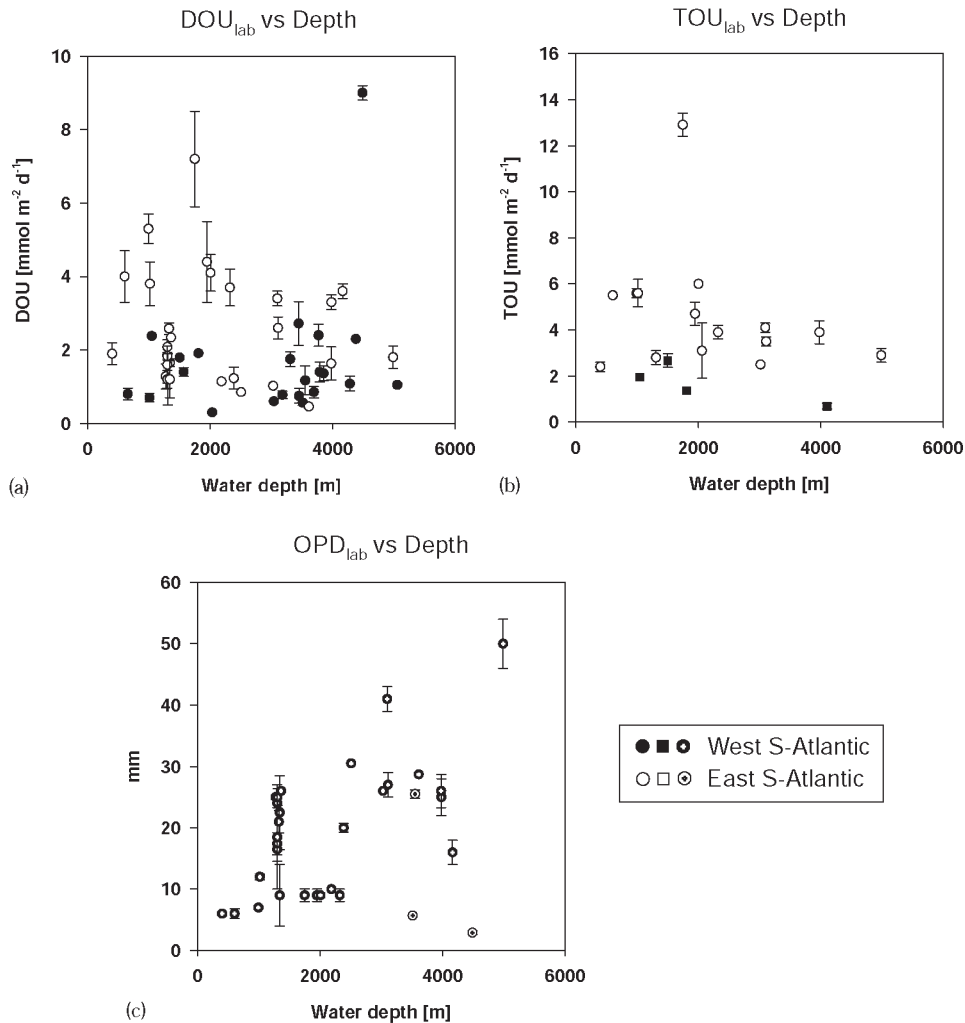 DOUlab vs Depth
10
8
6
4
2
0
DOU [mmol m-2 d-1]
0 2000 4000 6000
Water depth [m]
(a)
TOUlab vs Depth
16
14
12
10
8
6
4
2
0
TOU [mmol m-2 d-1]
0 2000 4000 6000
Water depth [m]
(b)
OPDlab vs Depth
60
50
40
30
20
10
0
mm
0 2000 4000 6000
Water depth [m]
(c)
West S-Atlantic
East S-Atlantic